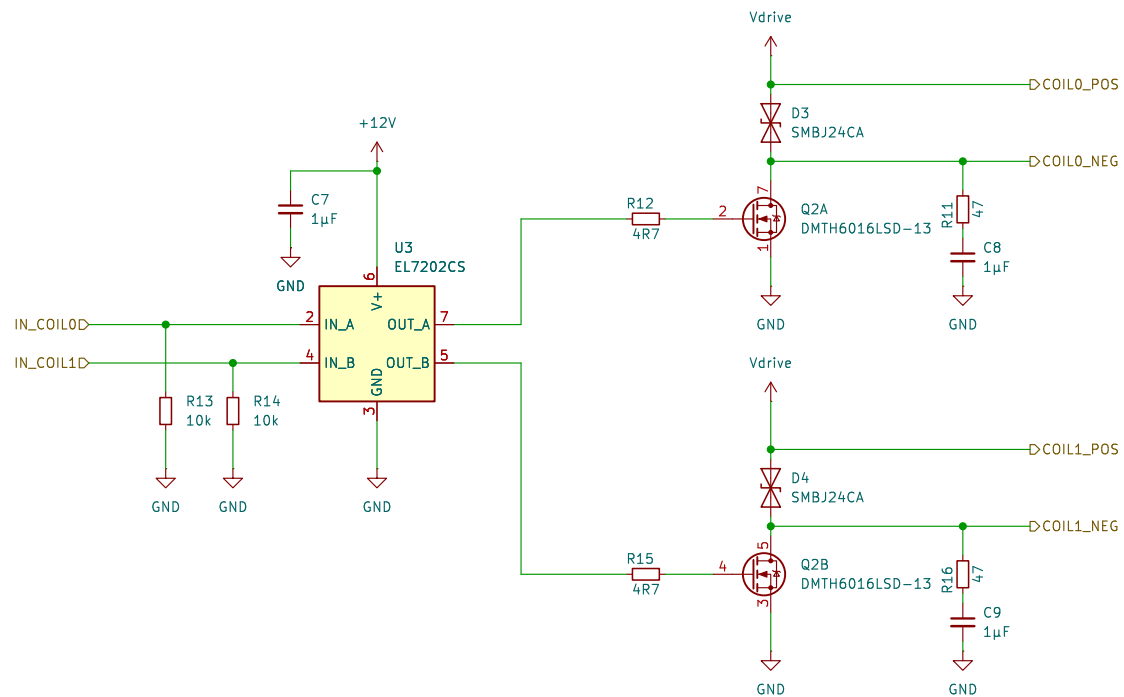 Vdrive
COIL0_POS
D3
SMBJ24CA
+12V
COIL0_NEG
7
C7
1µF
R12
4R7
2
Q2A
DMTH6016LSD-13
1
R11
47
C8
1µF
U3
EL7202CS
GND
6
V+
GND
GND
IN_COIL0
2
IN_A
OUT_A
7
IN_COIL1
4
IN_B
OUT_B
5
GND
3
Vdrive
R13
10k
R14
10k
COIL1_POS
D4
SMBJ24CA
GND
GND
GND
COIL1_NEG
5
R15
4R7
4
Q2B
DMTH6016LSD-13
3
R16
47
C9
1µF
GND
GND